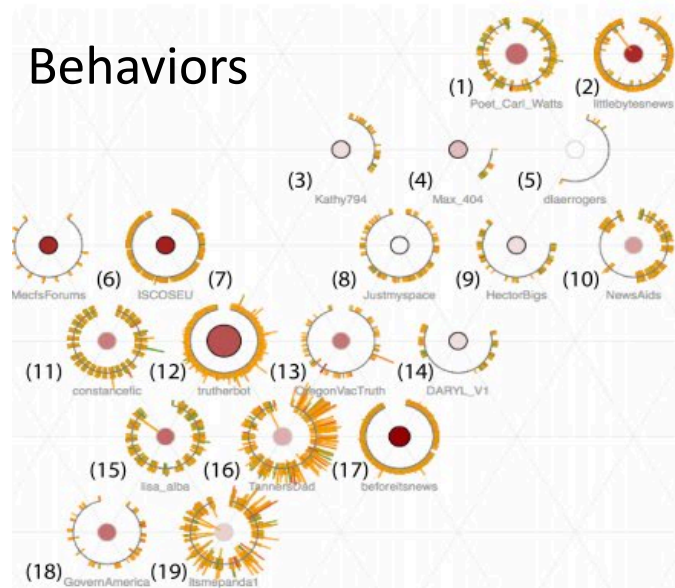 Behaviors
(1) (2)
Poet_Carl_Watts littlebytesnews
(3) (4) (5)
Kathy794 Max_404 dlaerrogers
(6) (7) (8) (9) (10)
MecfsForums ISCOSEU Justmyspace HectorBigs NewsAids
(11) (12) (13) (14)
constancefic trutherbot OregonVacTruth DARYL_V1
(15) (16) (17)
lisa_alba TannersDad beforeitsnews
(18) (19)
GovernAmerica itsmepanda1